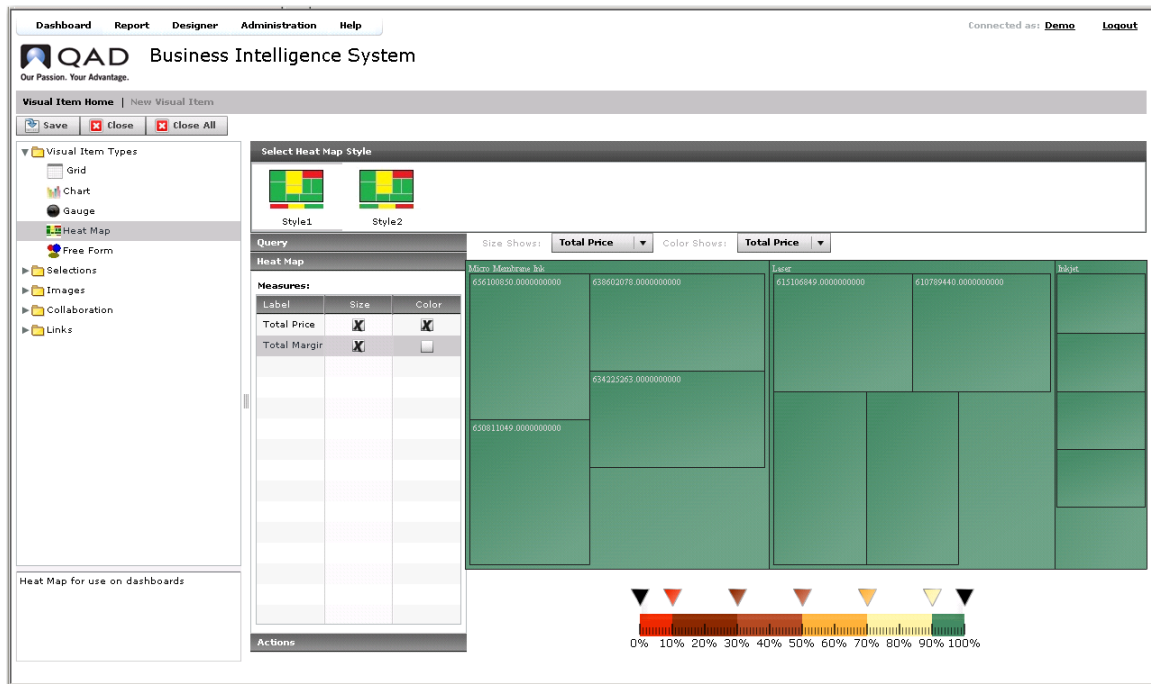 Dashboard Report Designer Administration Help Connected as: Demo Logout
QAD Business Intelligence System
Our Passion. Your Advantage.
Visual Item Home | New Visual Item
Save Close Close All
Visual Item Types
Grid
Chart
Gauge
Heat Map
Free Form
Selections
Images
Collaboration
Links
Heat Map for use on dashboards
Select Heat Map Style
Style1 Style2
Query
Heat Map
Measures:
Label Size Color
Total Price X X
Total Margir X
Actions
Size Shows: Total Price Color Shows: Total Price
Micro Membrane Ink Laser Inkjet
656100850.0000000000 638602078.0000000000 615106849.0000000000 610789440.0000000000
634225263.0000000000
650811049.0000000000
0% 10% 20% 30% 40% 50% 60% 70% 80% 90% 100%